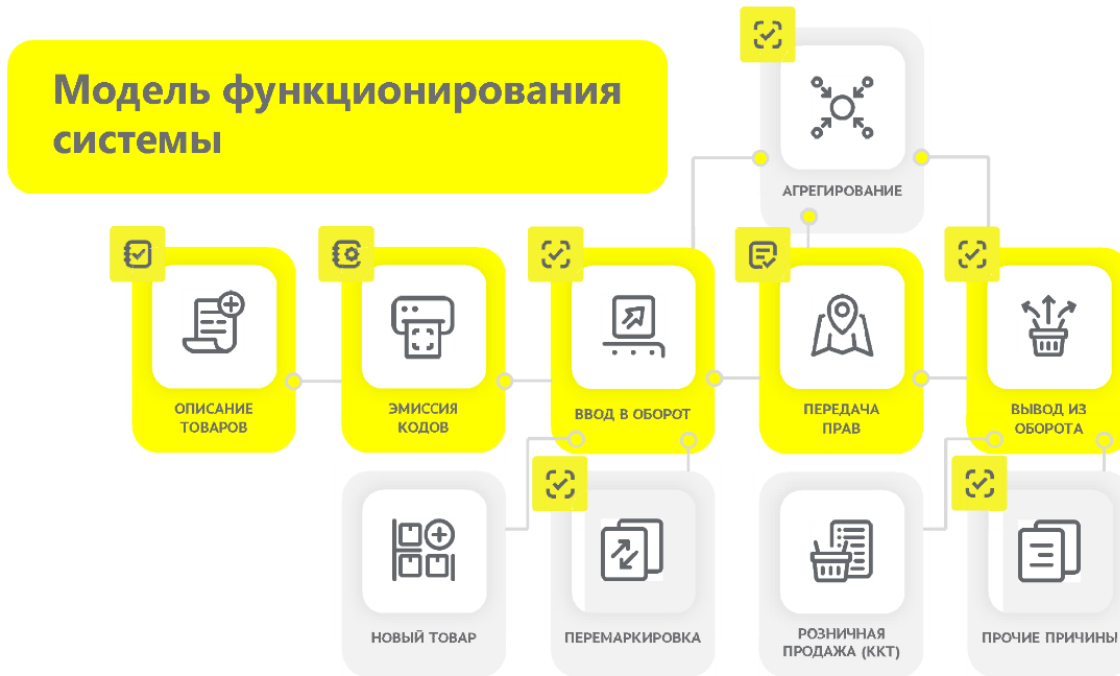 Модель функционирования
системы
АГРЕГИРОВАНИЕ
ОПИСАНИЕ
ТОВАРОВ
ЭМИССИЯ
КОДОВ
ВВОД В ОБОРОТ
ПЕРЕДАЧА
ПРАВ
ВЫВОД ИЗ
ОБОРОТА
НОВЫЙ ТОВАР
ПЕРЕМАРКИРОВКА
РОЗНИЧНАЯ
ПРОДАЖА (ККТ)
ПРОЧИЕ ПРИЧИНЫ